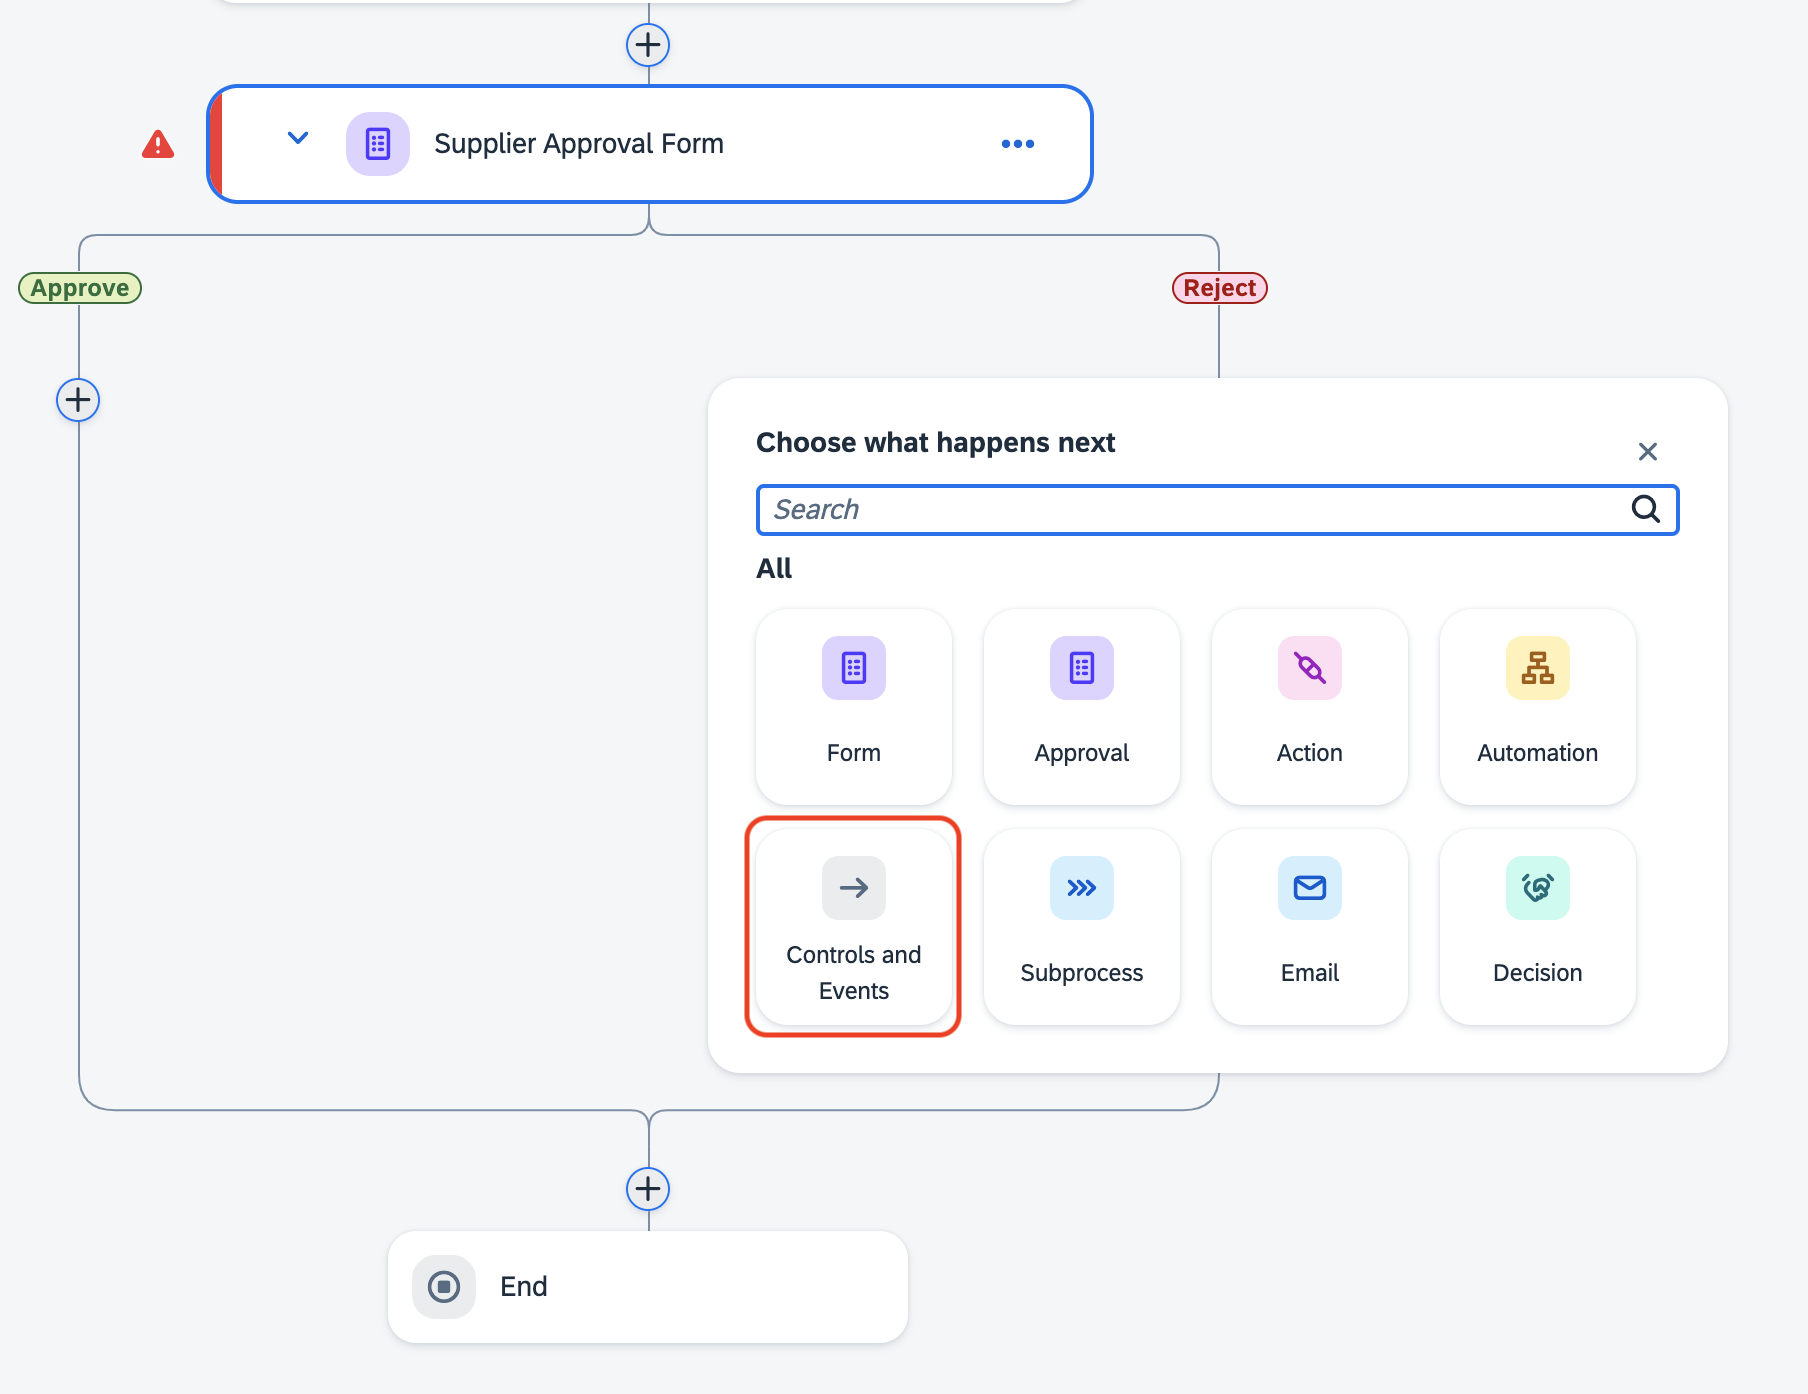 Supplier Approval Form
Approve
Reject
Choose what happens next
Search
All
Form
Approval
Action
Automation
Controls and
Events
Subprocess
Email
Decision
End